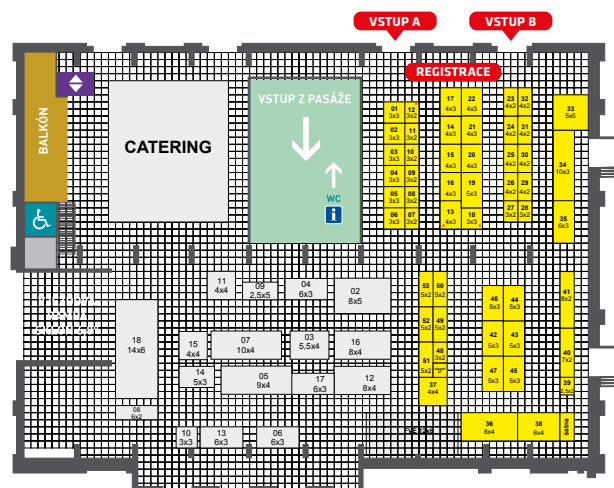 VSTUP A
VSTUP B
REGISTRACE
BALKÓN
CATERING
VSTUP Z PASÁŽE
WC
i
01
3x3
12
3x2
02
3x3
11
3x2
03
3x3
10
3x2
04
3x3
09
3x2
05
3x3
08
3x2
06
3x3
07
3x2
17
4x3
22
4x3
14
4x3
21
4x3
15
4x3
20
4x3
16
4x3
19
5x3
13
4x3
18
3x3
23
4x2
32
4x2
24
4x2
31
4x2
25
4x2
30
4x2
26
4x2
29
4x2
27
3x2
28
3x2
33
5x5
34
10x3
35
6x3
11
4x4
09
2,5x5
04
6x3
02
8x5
18
14x6
15
4x4
07
10x4
03
5,5x4
16
8x4
14
5x3
05
9x4
17
6x3
12
8x4
08
6x2
10
3x3
13
6x3
06
6x3
53
5x2
50
5x2
52
5x2
49
5x2
51
5x2
48
3x2
37
4x4
46
5x3
44
5x3
42
5x3
43
5x3
47
5x3
45
5x3
41
8x2
40
7x2
39
2,5x2
36
8x4
38
6x4
šatna